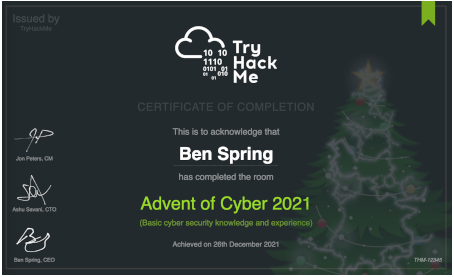 Issued by
TryHackMe
10 10
1110
0101 01
01 010
01
Try
Hack
Me
CERTIFICATE OF COMPLETION
This is to acknowledge that
Ben Spring
has completed the room
Advent of Cyber 2021
(Basic cyber security knowledge and experience)
Achieved on 26th December 2021
Jon Peters, CM
Ashu Savani, CTO
Ben Spring, CEO
THM-12345